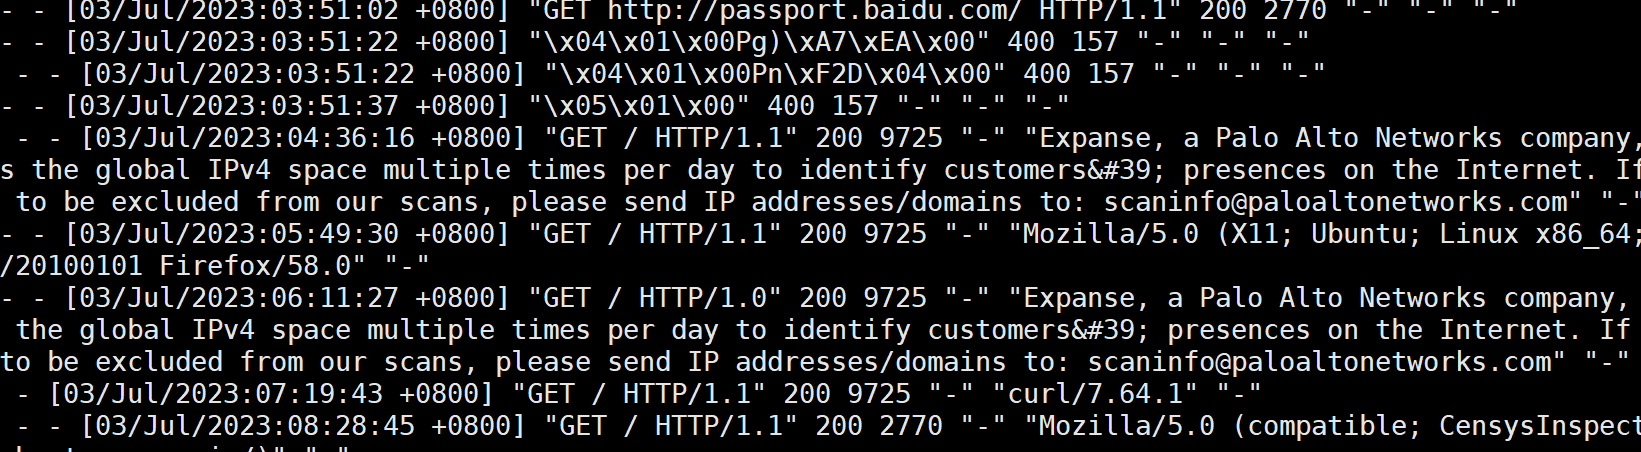 - - [03/Jul/2023:03:51:02 +0800] "GET http://passport.baidu.com/ HTTP/1.1" 200 2770 "-" "-" "-"
- - [03/Jul/2023:03:51:22 +0800] "\x04\x01\x00Pg)\xA7\xEA\x00" 400 157 "-" "-" "-"
- - [03/Jul/2023:03:51:22 +0800] "\x04\x01\x00Pn\xF2D\x04\x00" 400 157 "-" "-" "-"
- - [03/Jul/2023:03:51:37 +0800] "\x05\x01\x00" 400 157 "-" "-" "-"
- - [03/Jul/2023:04:36:16 +0800] "GET / HTTP/1.1" 200 9725 "-" "Expanse, a Palo Alto Networks company,
s the global IPv4 space multiple times per day to identify customers&#39; presences on the Internet. If
to be excluded from our scans, please send IP addresses/domains to: scaninfo@paloaltonetworks.com" "-"
- - [03/Jul/2023:05:49:30 +0800] "GET / HTTP/1.1" 200 9725 "-" "Mozilla/5.0 (X11; Ubuntu; Linux x86_64;
/20100101 Firefox/58.0" "-"
- - [03/Jul/2023:06:11:27 +0800] "GET / HTTP/1.0" 200 9725 "-" "Expanse, a Palo Alto Networks company,
the global IPv4 space multiple times per day to identify customers&#39; presences on the Internet. If
to be excluded from our scans, please send IP addresses/domains to: scaninfo@paloaltonetworks.com" "-"
- [03/Jul/2023:07:19:43 +0800] "GET / HTTP/1.1" 200 9725 "-" "curl/7.64.1" "-"
- - [03/Jul/2023:08:28:45 +0800] "GET / HTTP/1.1" 200 2770 "-" "Mozilla/5.0 (compatible; CensysInspect